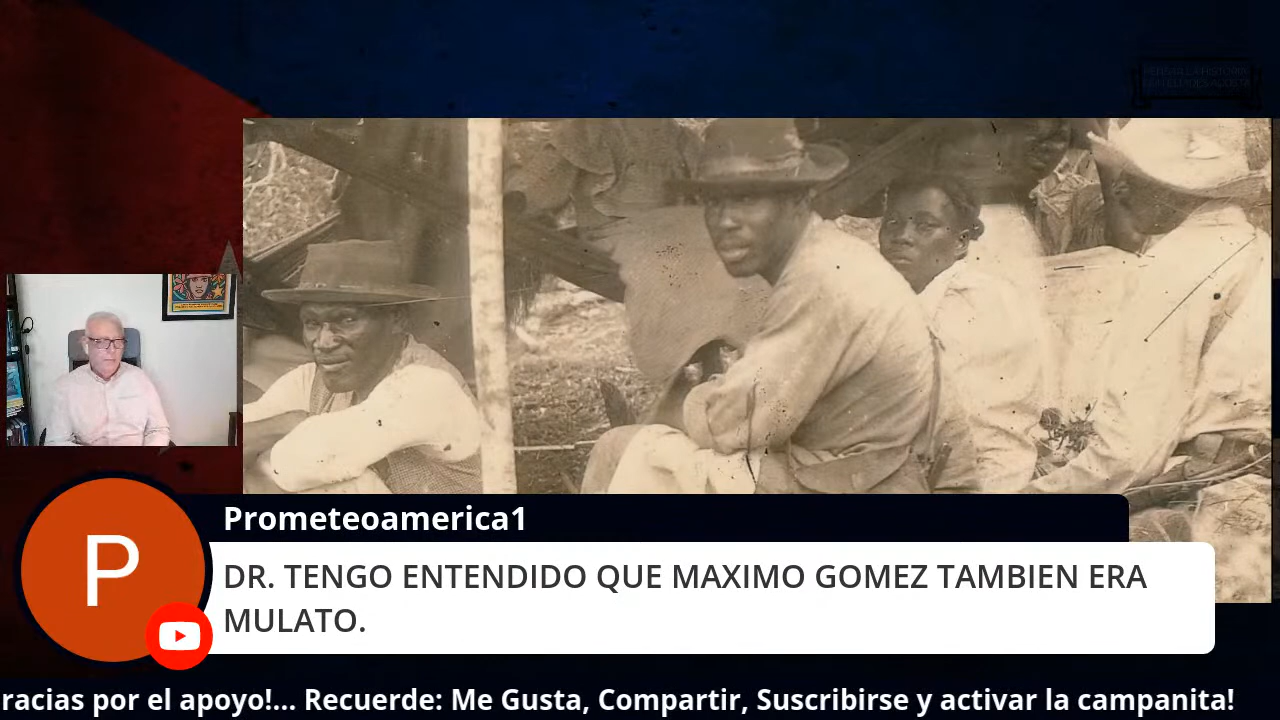 Prometeoamerica1
P
DR. TENGO ENTENDIDO QUE MAXIMO GOMEZ TAMBIEN ERA
MULATO.
racias por el apoyo!... Recuerde: Me Gusta, Compartir, Suscribirse y activar la campanita!